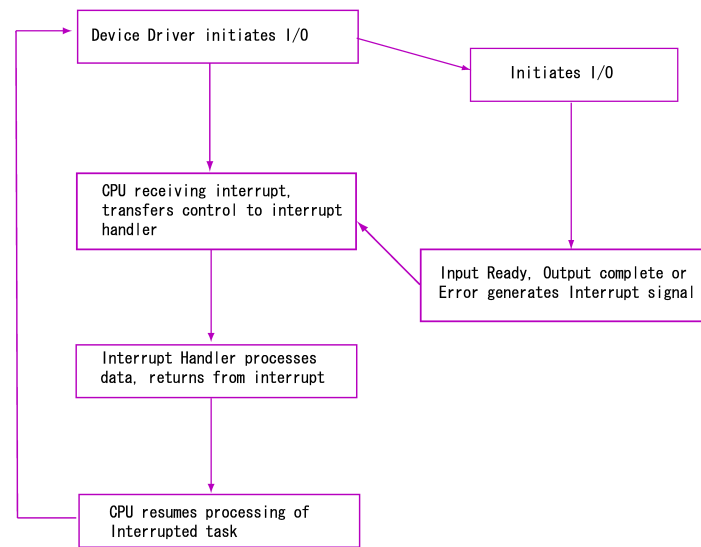 Device Driver initiates I/O
Initiates I/O
CPU receiving interrupt,
transfers control to interrupt
handler
Input Ready, Output complete or
Error generates Interrupt signal
Interrupt Handler processes
data, returns from interrupt
CPU resumes processing of
Interrupted task